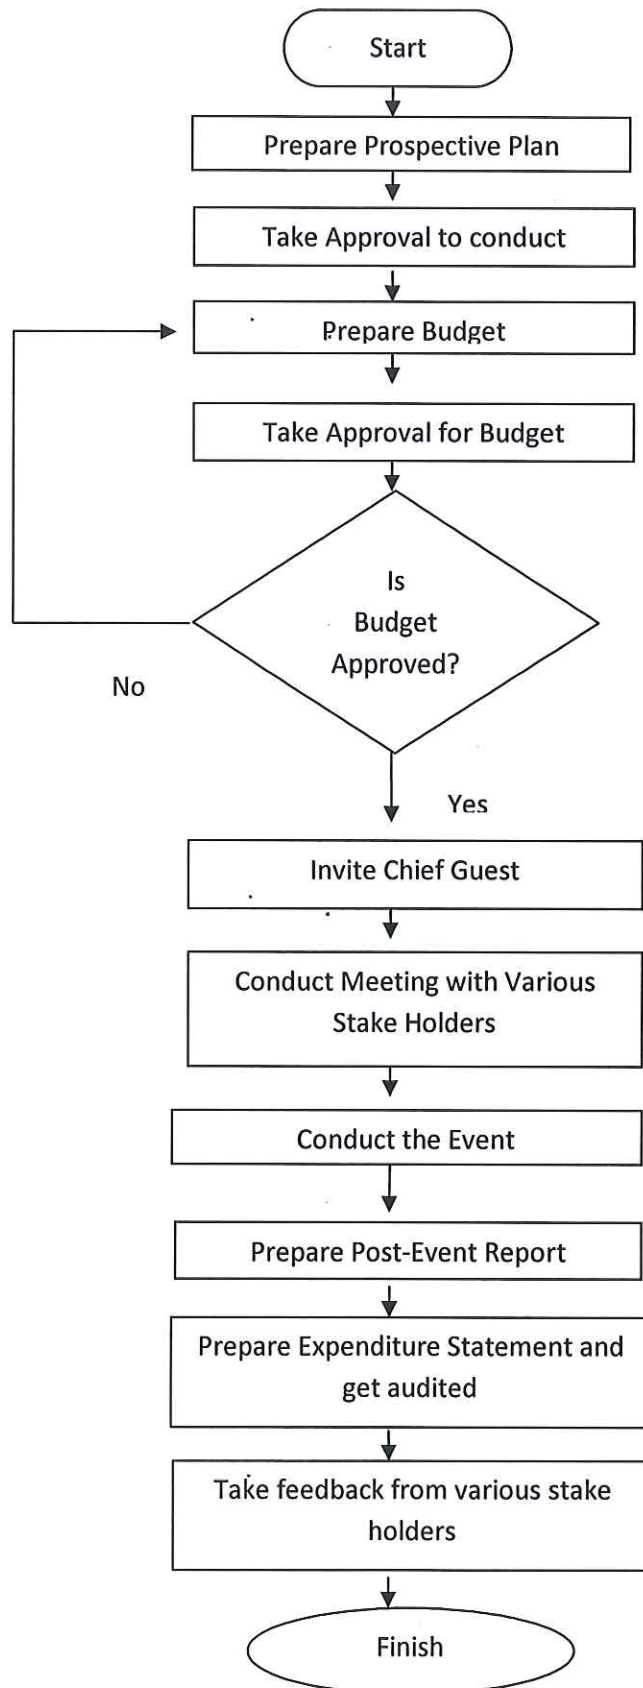 Start
Prepare Prospective Plan
Take Approval to conduct
Prepare Budget
Take Approval for Budget
Is
Budget
Approved?
No
Yes
Invite Chief Guest
Conduct Meeting with Various
Stake Holders
Conduct the Event
Prepare Post-Event Report
Prepare Expenditure Statement and
get audited
Take feedback from various stake
holders
Finish